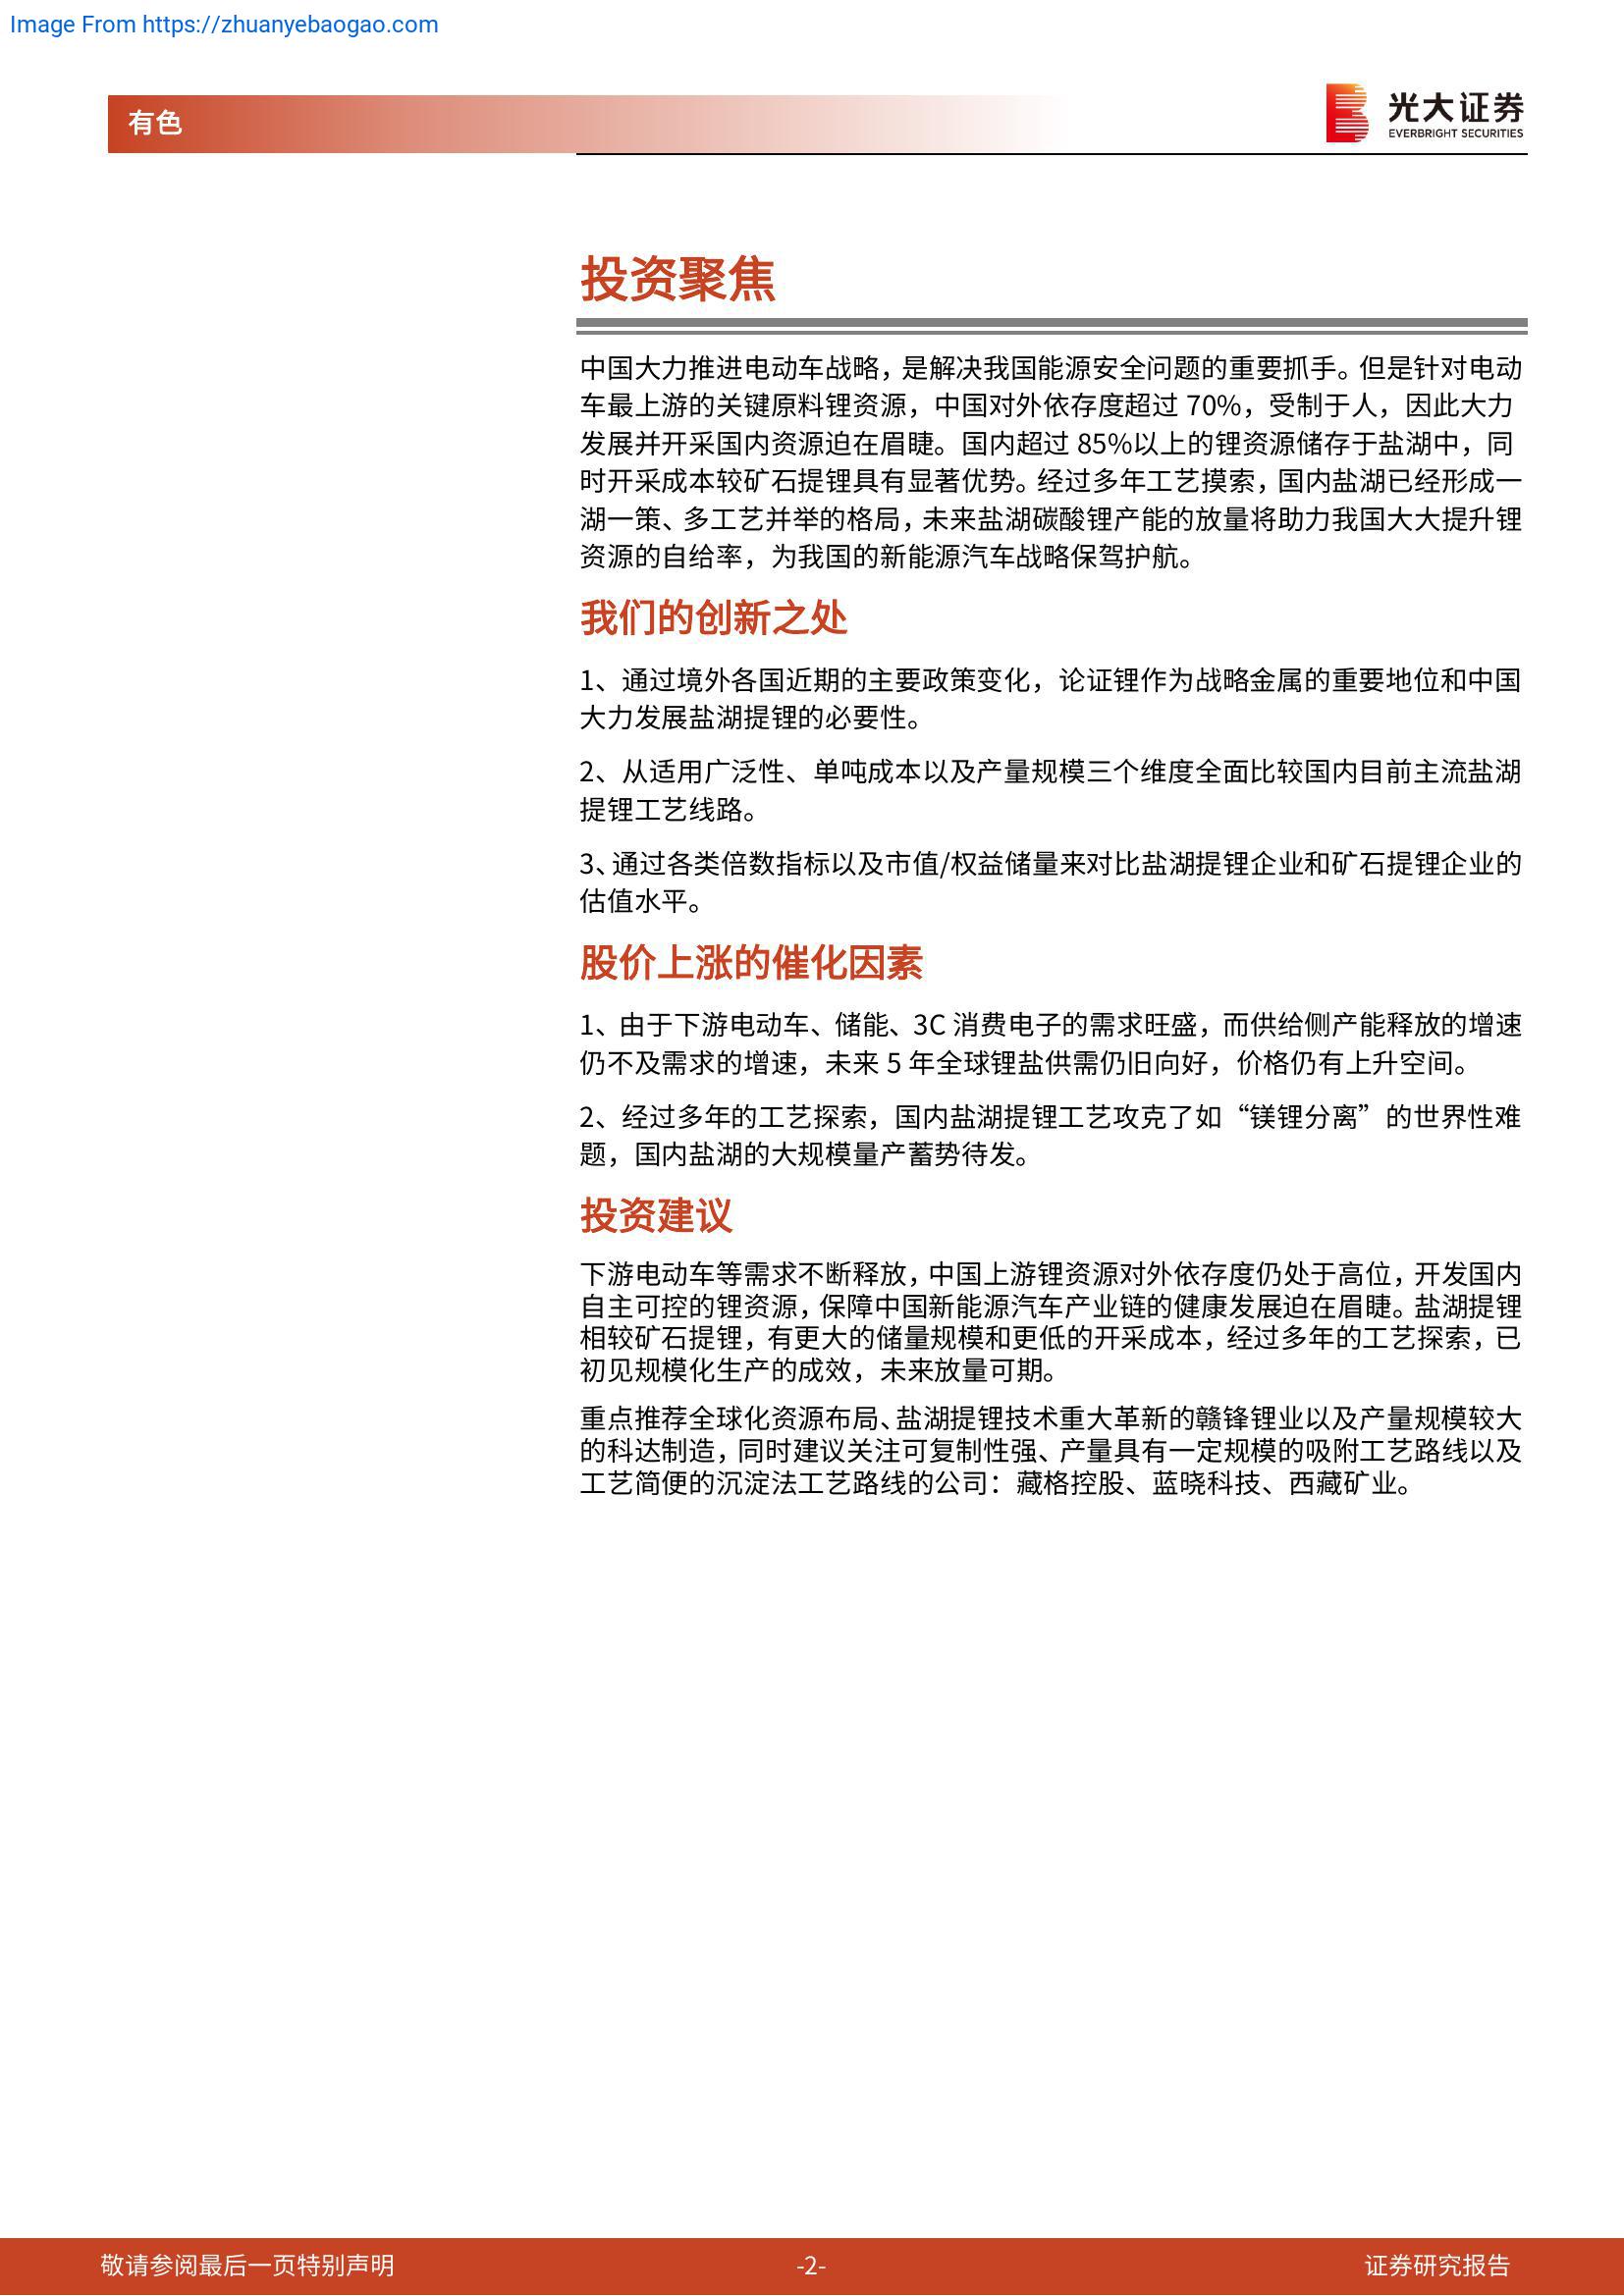 Image From https://zhuanyebaogao.com
有色
光大证券
EVERBRIGHT SECURITIES
投资聚焦
中国大力推进电动车战略，是解决我国能源安全问题的重要抓手。但是针对电动
车最上游的关键原料锂资源，中国对外依存度超过 70%，受制于人，因此大力
发展并开采国内资源迫在眉睫。国内超过 85%以上的锂资源储存于盐湖中，同
时开采成本较矿石提锂具有显著优势。经过多年工艺摸索，国内盐湖已经形成一
湖一策、多工艺并举的格局，未来盐湖碳酸锂产能的放量将助力我国大大提升锂
资源的自给率，为我国的新能源汽车战略保驾护航。
我们的创新之处
1、通过境外各国近期的主要政策变化，论证锂作为战略金属的重要地位和中国
大力发展盐湖提锂的必要性。
2、从适用广泛性、单吨成本以及产量规模三个维度全面比较国内目前主流盐湖
提锂工艺线路。
3、通过各类倍数指标以及市值/权益储量来对比盐湖提锂企业和矿石提锂企业的
估值水平。
股价上涨的催化因素
1、由于下游电动车、储能、3C 消费电子的需求旺盛，而供给侧产能释放的增速
仍不及需求的增速，未来 5 年全球锂盐供需仍旧向好，价格仍有上升空间。
2、经过多年的工艺探索，国内盐湖提锂工艺攻克了如“镁锂分离”的世界性难
题，国内盐湖的大规模量产蓄势待发。
投资建议
下游电动车等需求不断释放，中国上游锂资源对外依存度仍处于高位，开发国内
自主可控的锂资源，保障中国新能源汽车产业链的健康发展迫在眉睫。盐湖提锂
相较矿石提锂，有更大的储量规模和更低的开采成本，经过多年的工艺探索，已
初见规模化生产的成效，未来放量可期。
重点推荐全球化资源布局、盐湖提锂技术重大革新的赣锋锂业以及产量规模较大
的科达制造，同时建议关注可复制性强、产量具有一定规模的吸附工艺路线以及
工艺简便的沉淀法工艺路线的公司：藏格控股、蓝晓科技、西藏矿业。
敬请参阅最后一页特别声明
-2-
证券研究报告